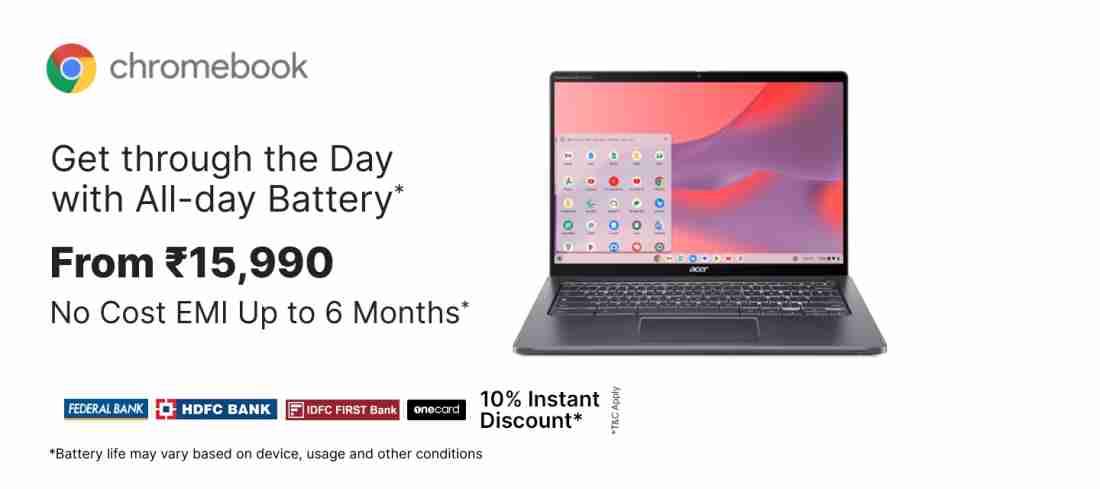 chromebook
Get through the Day
with All-day Battery*
From ₹15,990
No Cost EMI Up to 6 Months*
acer
FEDERAL BANK
HDFC BANK
IDFC FIRST Bank
onecard
10% Instant
Discount*
*T&C Apply
*Battery life may vary based on device, usage and other conditions